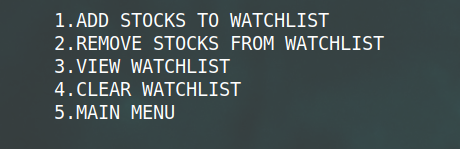 1.ADD STOCKS TO WATCHLIST
2.REMOVE STOCKS FROM WATCHLIST
3.VIEW WATCHLIST
4.CLEAR WATCHLIST
5.MAIN MENU